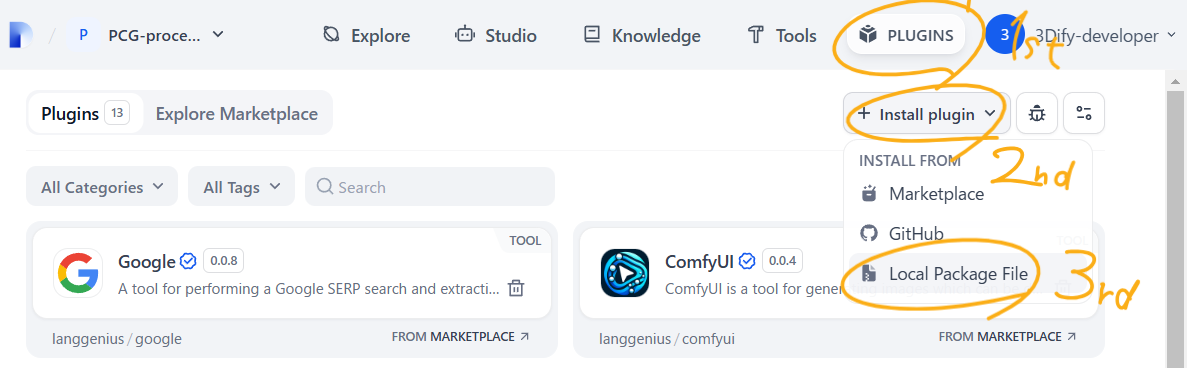 P PCG-proce... Explore Studio Knowledge Tools PLUGINS 3 3Dify-developer
1st
Plugins 13 Explore Marketplace + Install plugin
2nd
INSTALL FROM
All Categories All Tags Search Marketplace
GitHub
Local Package File
3rd
TOOL
Google 0.0.8
A tool for performing a Google SERP search and extracti...
langgenius / google FROM MARKETPLACE
TOOL
ComfyUI 0.0.4
ComfyUI is a tool for gener
langgenius / comfyui FROM MARKETPLACE